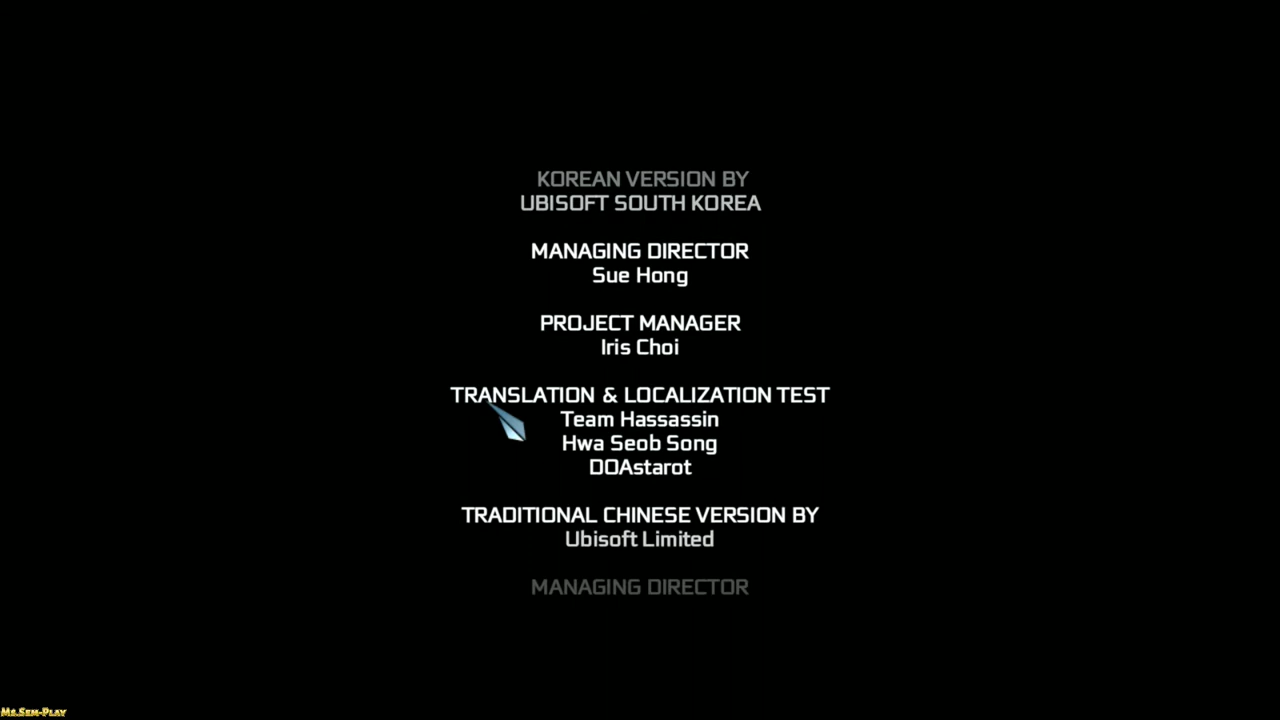 KOREAN VERSION BY
UBISOFT SOUTH KOREA
MANAGING DIRECTOR
Sue Hong
PROJECT MANAGER
Iris Choi
TRANSLATION & LOCALIZATION TEST
Team Hassassin
Hwa Seob Song
DOAstarot
TRADITIONAL CHINESE VERSION BY
Ubisoft Limited
MANAGING DIRECTOR
Ms.Sem-Play